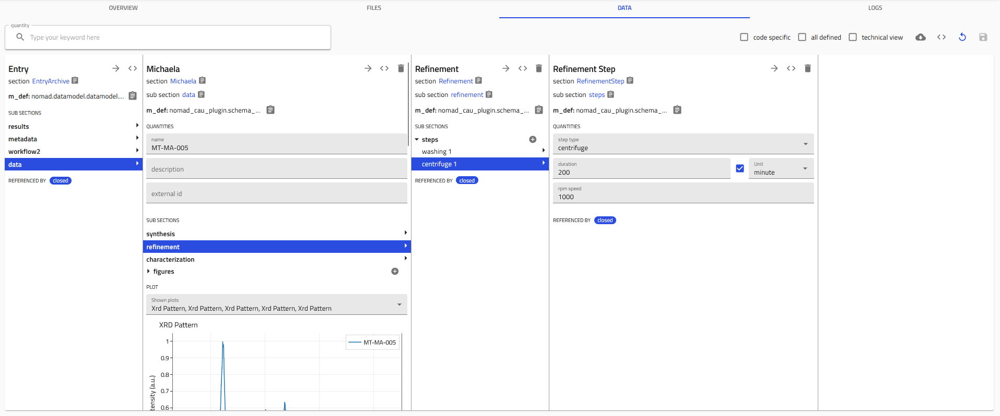 OVERVIEW FILES DATA LOGS
quantity
Type your keyword here
code specific all defined technical view
Entry
section EntryArchive
m_def: nomad.datamodel.datamodel....
SUB SECTIONS
results
metadata
workflow2
data
REFERENCED BY closed
Michaela
section Michaela
sub section data
m_def: nomad_cau_plugin.schema_...
QUANTITIES
name
MT-MA-005
description
external id
SUB SECTIONS
synthesis
refinement
characterization
figures
PLOT
Shown plots
Xrd Pattern, Xrd Pattern, Xrd Pattern, Xrd Pattern, Xrd Pattern
XRD Pattern
MT-MA-005
1
0.9
0.8
0.7
0.6
tensity (a.u.)
Refinement
section Refinement
sub section refinement
m_def: nomad_cau_plugin.schema_...
SUB SECTIONS
steps
washing 1
centrifuge 1
REFERENCED BY closed
Refinement Step
section RefinementStep
sub section steps
m_def: nomad_cau_plugin.schema_...
QUANTITIES
step type
centrifuge
duration
200
Unit
minute
rpm speed
1000
REFERENCED BY closed